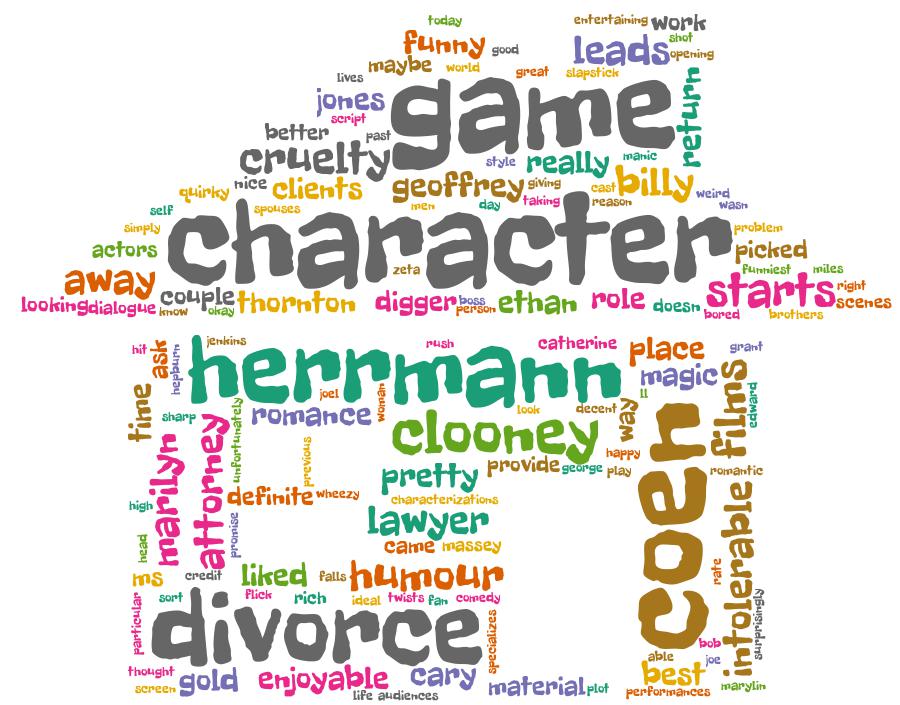 today entertaining work
funny good leads shot
maybe world opening
lives great slapstick
jones game return
script
better past
cruelty style really manic
quirky nice clients geoffrey giving cast billy weird
self spouses men day taking reason wasn
simply character problem
actors picked
zeta funniest miles
away right
looking dialogue couple thornton digger boss ethan role doesn starts scenes
know okay person bored brothers
hit ask jenkins herrmann rush catherine place grant
hepburn magic
time joel woman ll films edward
sharp romance look decent way
marilyn attorney unfortunately clooney coen
previous happy
pretty provide george play romantic
definite wheezy characterizations
high promise lawyer intolerable
head came massey
ms credit liked falls humour rate
sort flick rich ideal twists fan comedy
particular divorce specializes surprisingly
bob
able joe
thought gold enjoyable cary best
screen life audiences material plot performances marylin